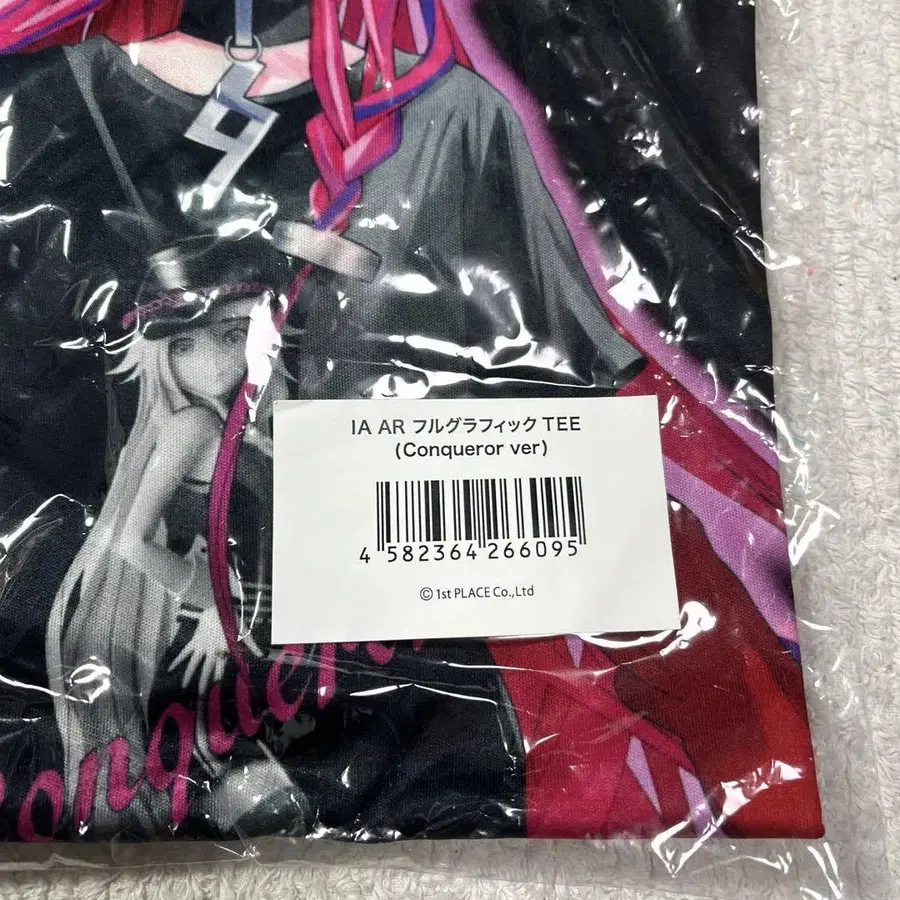 IA AR フルグラフィック TEE
(Conqueror ver)
4 582364 266095
© 1st PLACE Co.,Ltd
Conqueror